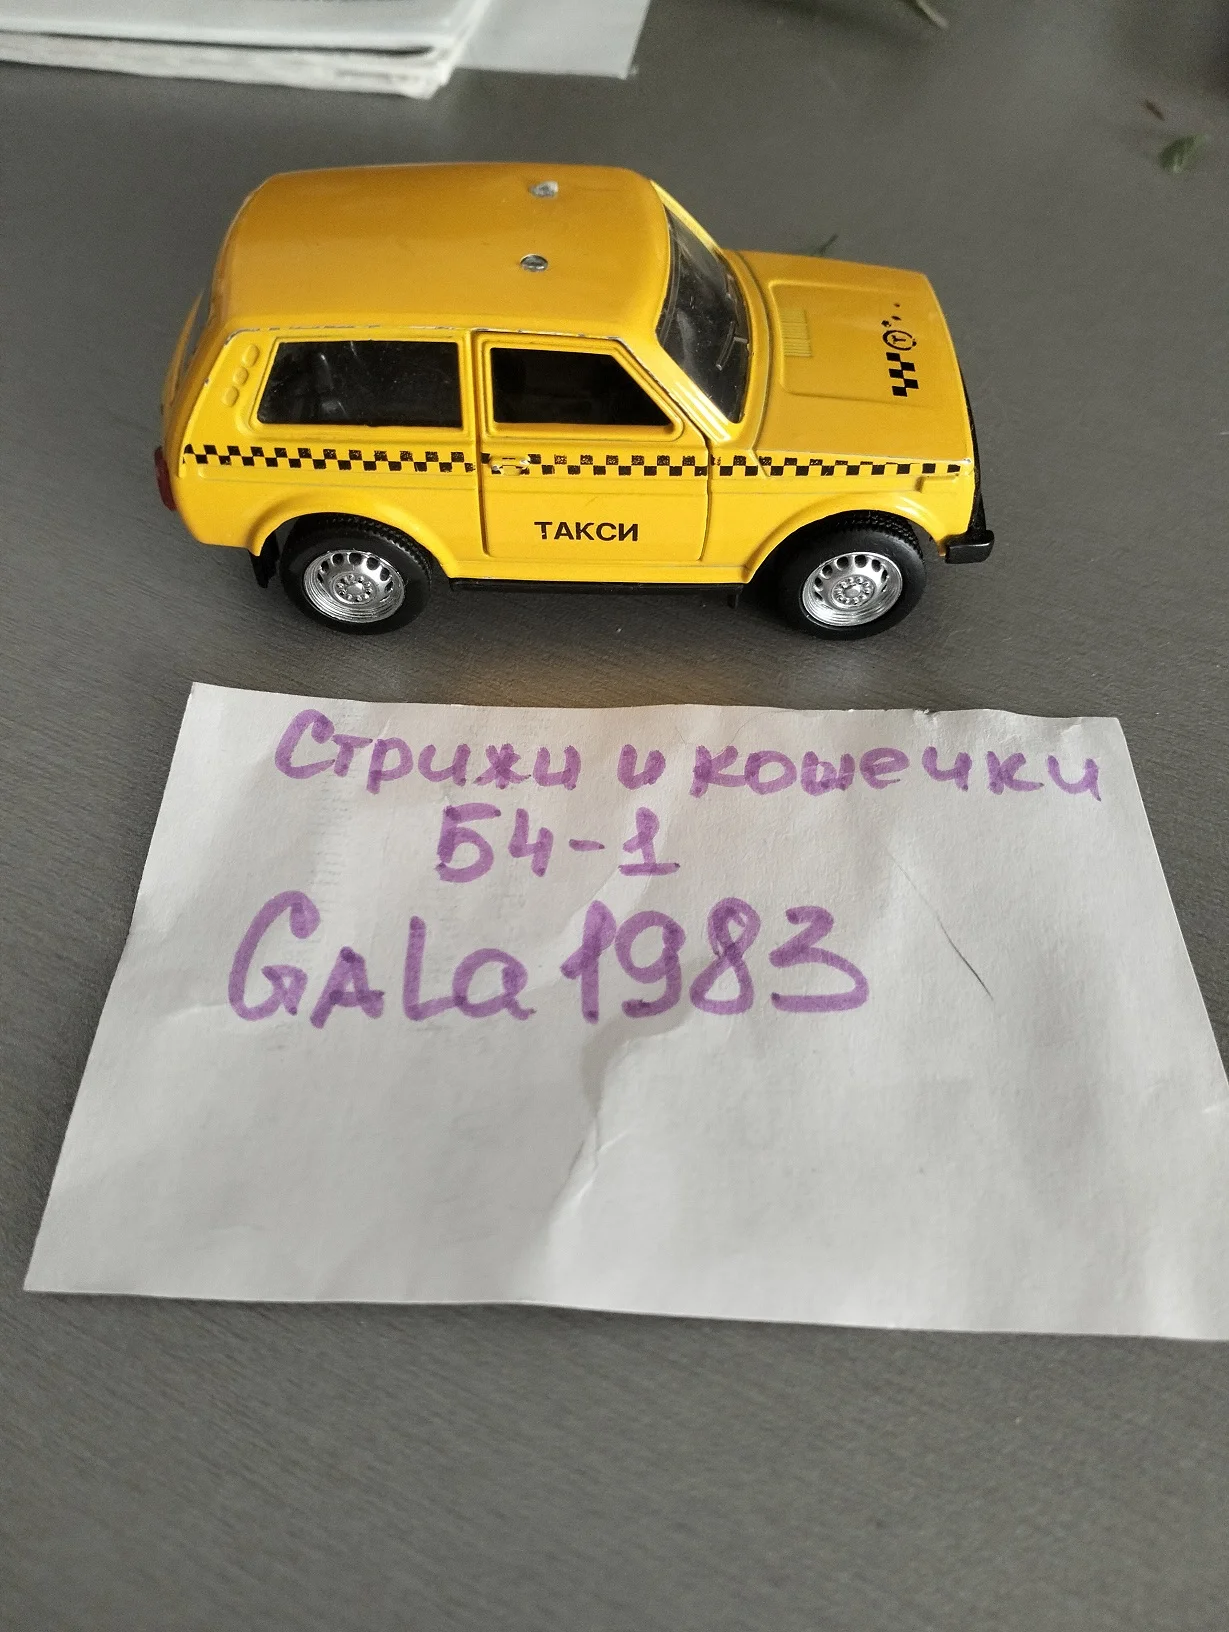 ТАКСИ
Стрижи и кошечки
Б4-1
GALa1983